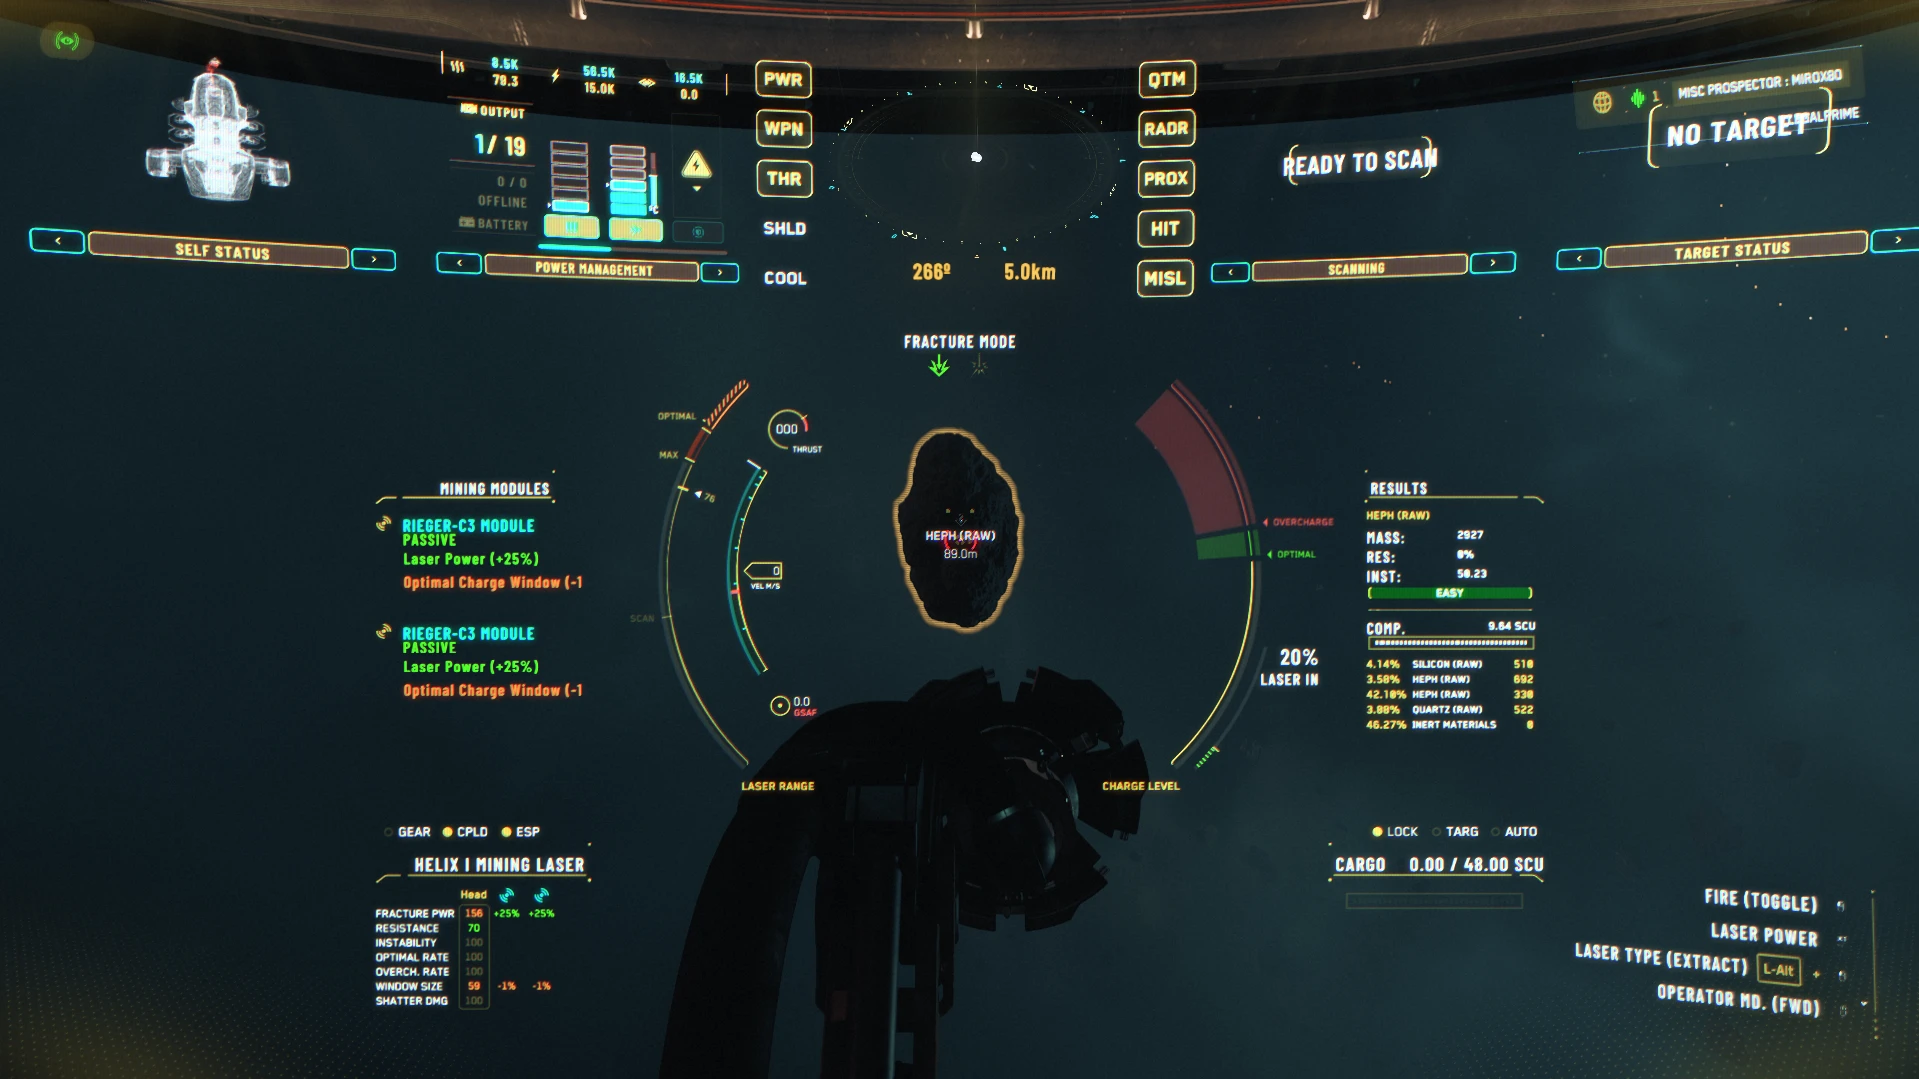 8.5K
79.3
56.5K
15.0K
16.5K
0.0
OUTPUT
1/ 19
0 / 0
OFFLINE
BATTERY
SELF STATUS
POWER MANAGEMENT
PWR
WPN
THR
SHLD
COOL
266º 5.0km
QTM
RADR
PROX
HIT
MISL
READY TO SCAN
SCANNING
1 MISC PROSPECTOR : MIROX80
NO TARGET
TARGET STATUS
FRACTURE MODE
OPTIMAL
MAX
76
SCAN
000
THRUST
0
VEL M/S
0.0
GSAF
LASER RANGE
HEPH (RAW)
89.0m
OVERCHARGE
OPTIMAL
20%
LASER IN
CHARGE LEVEL
MINING MODULES
RIEGER-C3 MODULE
PASSIVE
Laser Power (+25%)
Optimal Charge Window (-1
RIEGER-C3 MODULE
PASSIVE
Laser Power (+25%)
Optimal Charge Window (-1
RESULTS
HEPH (RAW)
MASS: 2927
RES: 0%
INST: 50.23
EASY
COMP. 9.64 SCU
4.14% SILICON (RAW) 510
3.58% HEPH (RAW) 692
42.10% HEPH (RAW) 330
3.88% QUARTZ (RAW) 522
46.27% INERT MATERIALS 0
GEAR CPLD ESP
HELIX I MINING LASER
Head
FRACTURE PWR 156 +25% +25%
RESISTANCE 70
INSTABILITY 100
OPTIMAL RATE 100
OVERCH. RATE 100
WINDOW SIZE 59 -1% -1%
SHATTER DMG 100
LOCK TARG AUTO
CARGO 0.00 / 48.00 SCU
FIRE (TOGGLE)
LASER POWER
LASER TYPE (EXTRACT) L-Alt +
OPERATOR MD. (FWD)